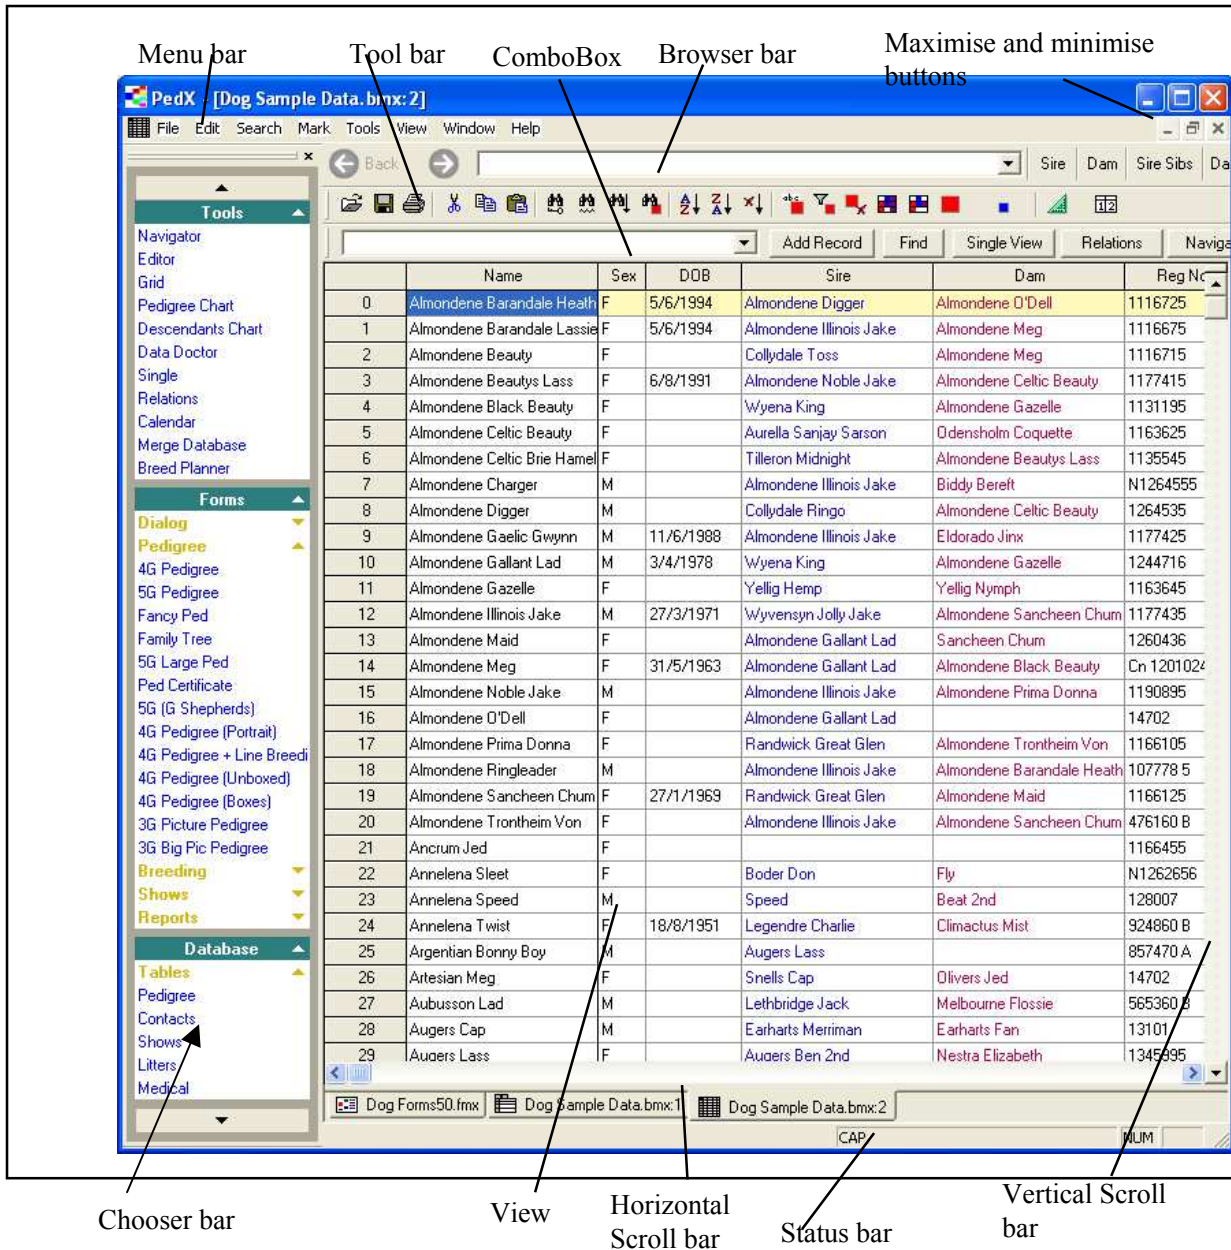 Menu bar Tool bar ComboBox Browser bar Maximise and minimise
buttons
PedX - [Dog Sample Data.bmx:2]
File Edit Search Mark Tools View Window Help
Back Sire Dam Sire Sibs Da
Tools
Navigator
Editor
Grid
Pedigree Chart
Descendants Chart
Data Doctor
Single
Relations
Calendar
Merge Database
Breed Planner
Forms
Dialog
Pedigree
4G Pedigree
5G Pedigree
Fancy Ped
Family Tree
5G Large Ped
Ped Certificate
5G (G Shepherds)
4G Pedigree (Portrait)
4G Pedigree + Line Breedi
4G Pedigree (Unboxed)
4G Pedigree (Boxes)
3G Picture Pedigree
3G Big Pic Pedigree
Breeding
Shows
Reports
Database
Tables
Pedigree
Contacts
Shows
Litters
Medical
Add Record Find Single View Relations Naviga
Name Sex DOB Sire Dam Reg No
0 Almondene Barandale Heath F 5/6/1994 Almondene Digger Almondene O'Dell 1116725
1 Almondene Barandale Lassie F 5/6/1994 Almondene Illinois Jake Almondene Meg 1116675
2 Almondene Beauty F Collydale Toss Almondene Meg 1116715
3 Almondene Beautys Lass F 6/8/1991 Almondene Noble Jake Almondene Celtic Beauty 1177415
4 Almondene Black Beauty F Wyena King Almondene Gazelle 1131195
5 Almondene Celtic Beauty F Aurella Sanjay Sarson Odensholm Coquette 1163625
6 Almondene Celtic Brie Hamel F Tilleron Midnight Almondene Beautys Lass 1135545
7 Almondene Charger M Almondene Illinois Jake Biddy Bereft N1264555
8 Almondene Digger M Collydale Ringo Almondene Celtic Beauty 1264535
9 Almondene Gaelic Gwynn M 11/6/1988 Almondene Illinois Jake Eldorado Jinx 1177425
10 Almondene Gallant Lad M 3/4/1978 Wyena King Almondene Gazelle 1244716
11 Almondene Gazelle F Yellig Hemp Yellig Nymph 1163645
12 Almondene Illinois Jake M 27/3/1971 Wyvensyn Jolly Jake Almondene Sancheen Chum 1177435
13 Almondene Maid F Almondene Gallant Lad Sancheen Chum 1260436
14 Almondene Meg F 31/5/1963 Almondene Gallant Lad Almondene Black Beauty Cn 1201024
15 Almondene Noble Jake M Almondene Illinois Jake Almondene Prima Donna 1190895
16 Almondene O'Dell F Almondene Gallant Lad 14702
17 Almondene Prima Donna F Randwick Great Glen Almondene Trontheim Von 1166105
18 Almondene Ringleader M Almondene Illinois Jake Almondene Barandale Heath 107778 5
19 Almondene Sancheen Chum F 27/1/1969 Randwick Great Glen Almondene Maid 1166125
20 Almondene Trontheim Von F Almondene Illinois Jake Almondene Sancheen Chum 476160 B
21 Ancrum Jed F 1166455
22 Annelena Sleet F Boder Don Fly N1262656
23 Annelena Speed M Speed Beat 2nd 128007
24 Annelena Twist F 18/8/1951 Legendre Charlie Climactus Mist 924860 B
25 Argentian Bonny Boy M Augers Lass 857470 A
26 Artesian Meg F Snells Cap Olivers Jed 14702
27 Aubusson Lad M Lethbridge Jack Melbourne Flossie 565360 B
28 Augers Cap M Earharts Merriman Earharts Fan 13101
29 Augers Lass F Augers Ben 2nd Nestra Elizabeth 1345995
Dog Forms50.fmx Dog Sample Data.bmx:1 Dog Sample Data.bmx:2
CAP NUM
Chooser bar View Horizontal
Scroll bar Status bar Vertical Scroll
bar